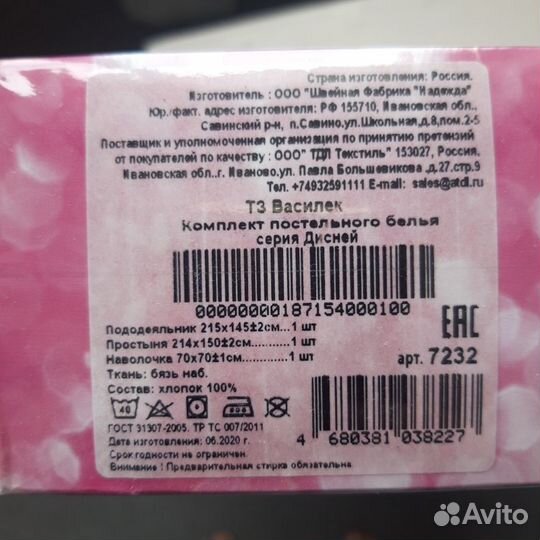 Страна изготовления: Россия.
Изготовитель : ООО "Швейная Фабрика "Надежда"
Юр./факт. адрес изготовителя: РФ 155710, Ивановская обл.,
Савинский р-н, п.Савино,ул.Школьная,д.8,пом.2-5
Поставщик и уполномоченная организация по принятию претензий
от покупателей по качеству : ООО" ТДЛ Текстиль" 153027, Россия,
Ивановская обл..г. Иваново,ул. Павла Большевикова ,д.27,стр.9
Тел. +74932591111 E-mail: sales@atdl.ru
ТЗ Василек
Комплект постельного белья
серия Дисней
00000000187154000100
Пододеяльник 215х145±2см...1 шт
Простыня 214х150±2см...........1 шт
Наволочка 70х70±1см............1 шт
Ткань: бязь наб.
Состав: хлопок 100%
EAC
арт. 7232
40
ГОСТ 31307-2005. ТР ТС 007/2011
Дата изготовления: 06.2020 г.
Срок годности не ограничен.
Внимание ! Предварительная стирка обязательна.
4 680381 038227
Avito